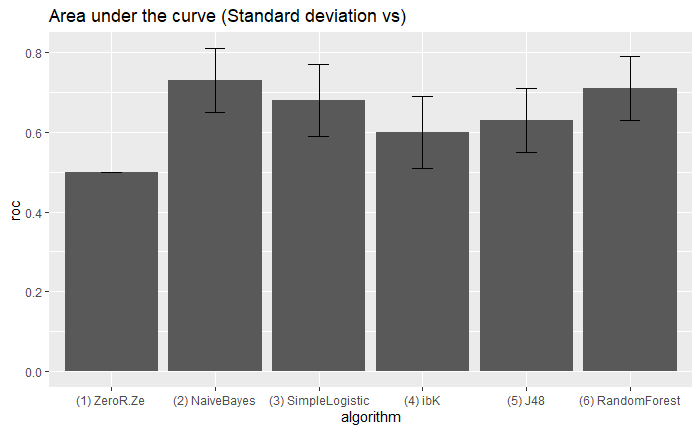 Area under the curve (Standard deviation vs)
roc
0.8
0.6
0.4
0.2
0.0
(1) ZeroR.Ze (2) NaiveBayes (3) SimpleLogistic (4) ibK (5) J48 (6) RandomForest
algorithm